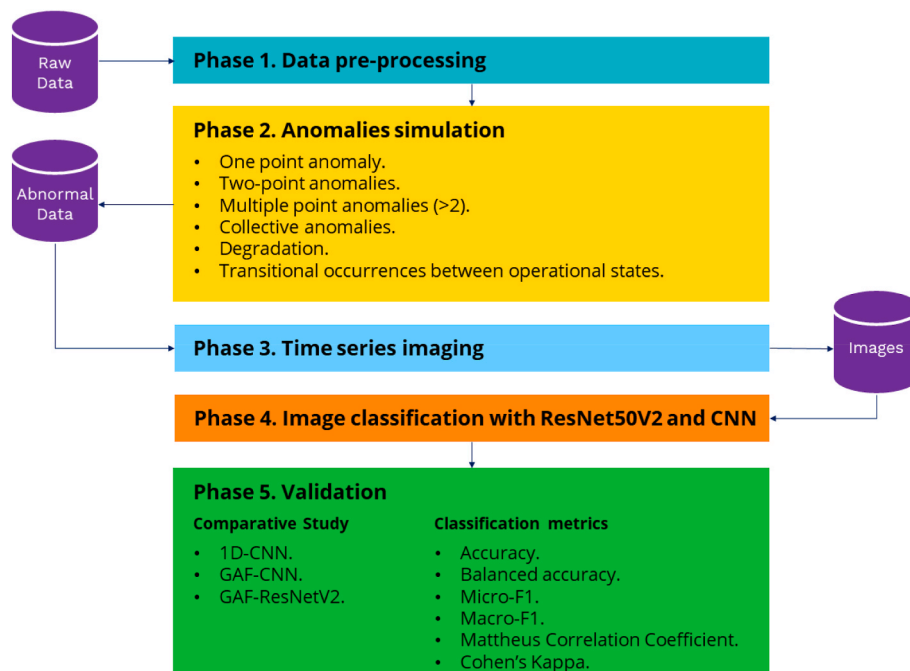 Raw
Data
Phase 1. Data pre-processing
Phase 2. Anomalies simulation
• One point anomaly.
• Two-point anomalies.
• Multiple point anomalies (>2).
• Collective anomalies.
• Degradation.
• Transitional occurrences between operational states.
Abnormal
Data
Phase 3. Time series imaging
Images
Phase 4. Image classification with ResNet50V2 and CNN
Phase 5. Validation
Comparative Study
• 1D-CNN.
• GAF-CNN.
• GAF-ResNetV2.
Classification metrics
• Accuracy.
• Balanced accuracy.
• Micro-F1.
• Macro-F1.
• Mattheus Correlation Coefficient.
• Cohen's Kappa.